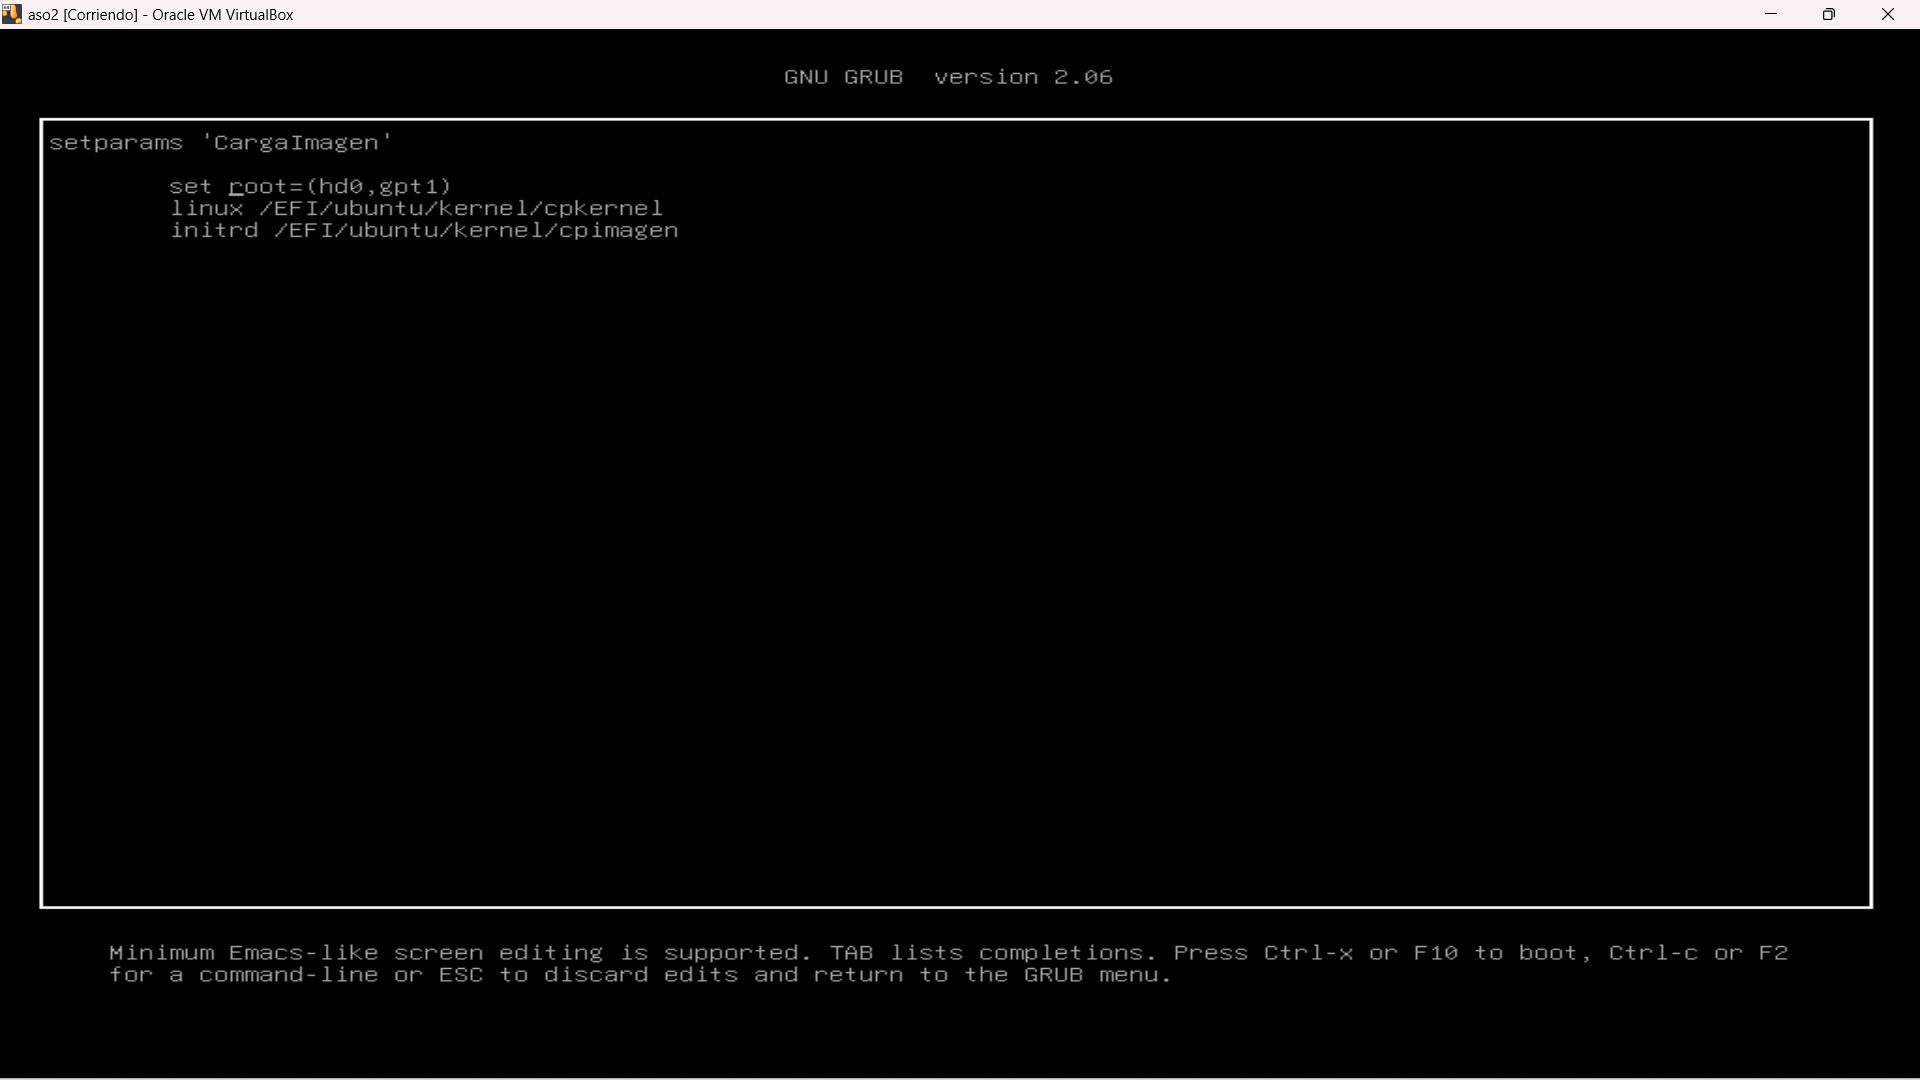 aso2 [Corriendo] - Oracle VM VirtualBox
GNU GRUB  version 2.06
setparams 'CargaImagen'
set root=(hd0,gpt1)
linux /EFI/ubuntu/kernel/cpkernel
initrd /EFI/ubuntu/kernel/cpimagen
Minimum Emacs-like screen editing is supported. TAB lists completions. Press Ctrl-x or F10 to boot, Ctrl-c or F2
for a command-line or ESC to discard edits and return to the GRUB menu.